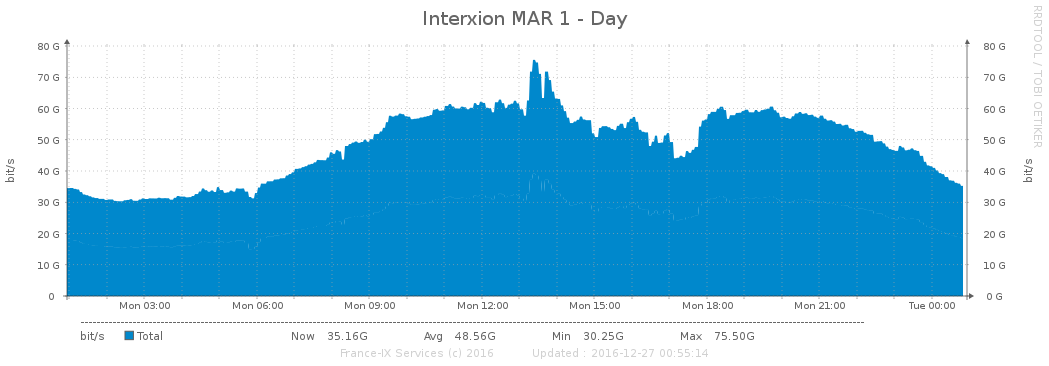 Interxion MAR 1 - Day
RRDTOOL / TOBI OETIKER
80 G 80 G
70 G 70 G
60 G 60 G
50 G 50 G
40 G 40 G
30 G 30 G
20 G 20 G
10 G 10 G
0 0 G
bit/s bit/s
Mon 03:00 Mon 06:00 Mon 09:00 Mon 12:00 Mon 15:00 Mon 18:00 Mon 21:00 Tue 00:00
bit/s Total Now 35.16G Avg 48.56G Min 30.25G Max 75.50G
France-IX Services (c) 2016 Updated : 2016-12-27 00:55:14